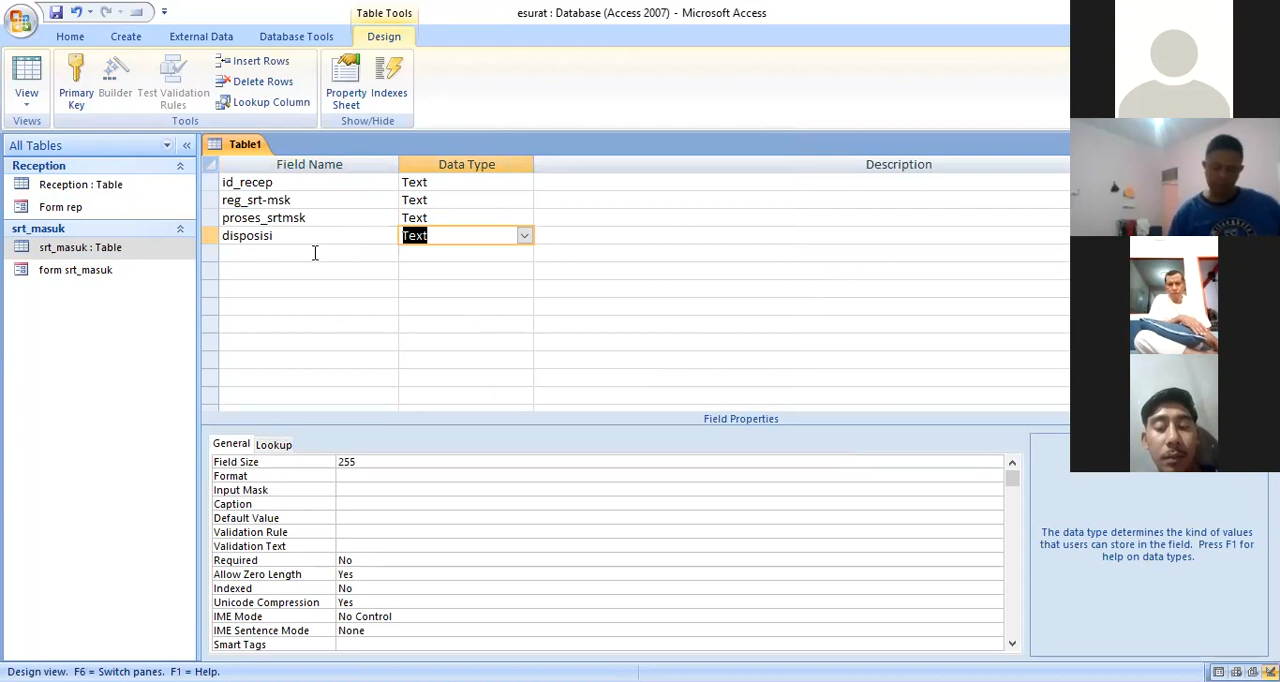 Table Tools
esurat : Database (Access 2007) - Microsoft Access
Home
Create
External Data
Database Tools
Design
View
Primary Key
Builder
Test Validation Rules
Insert Rows
Delete Rows
Lookup Column
Property Sheet
Indexes
Views
Tools
Show/Hide
All Tables
Reception
Reception : Table
Form rep
srt_masuk
srt_masuk : Table
form srt_masuk
Table1
Field Name Data Type Description
id_recep Text
reg_srt-msk Text
proses_srtmsk Text
disposisi Text
Field Properties
General Lookup
Field Size 255
Format
Input Mask
Caption
Default Value
Validation Rule
Validation Text
Required No
Allow Zero Length Yes
Indexed No
Unicode Compression Yes
IME Mode No Control
IME Sentence Mode None
Smart Tags
The data type determines the kind of values
that users can store in the field. Press F1 for
help on data types.
Design view. F6 = Switch panes. F1 = Help.